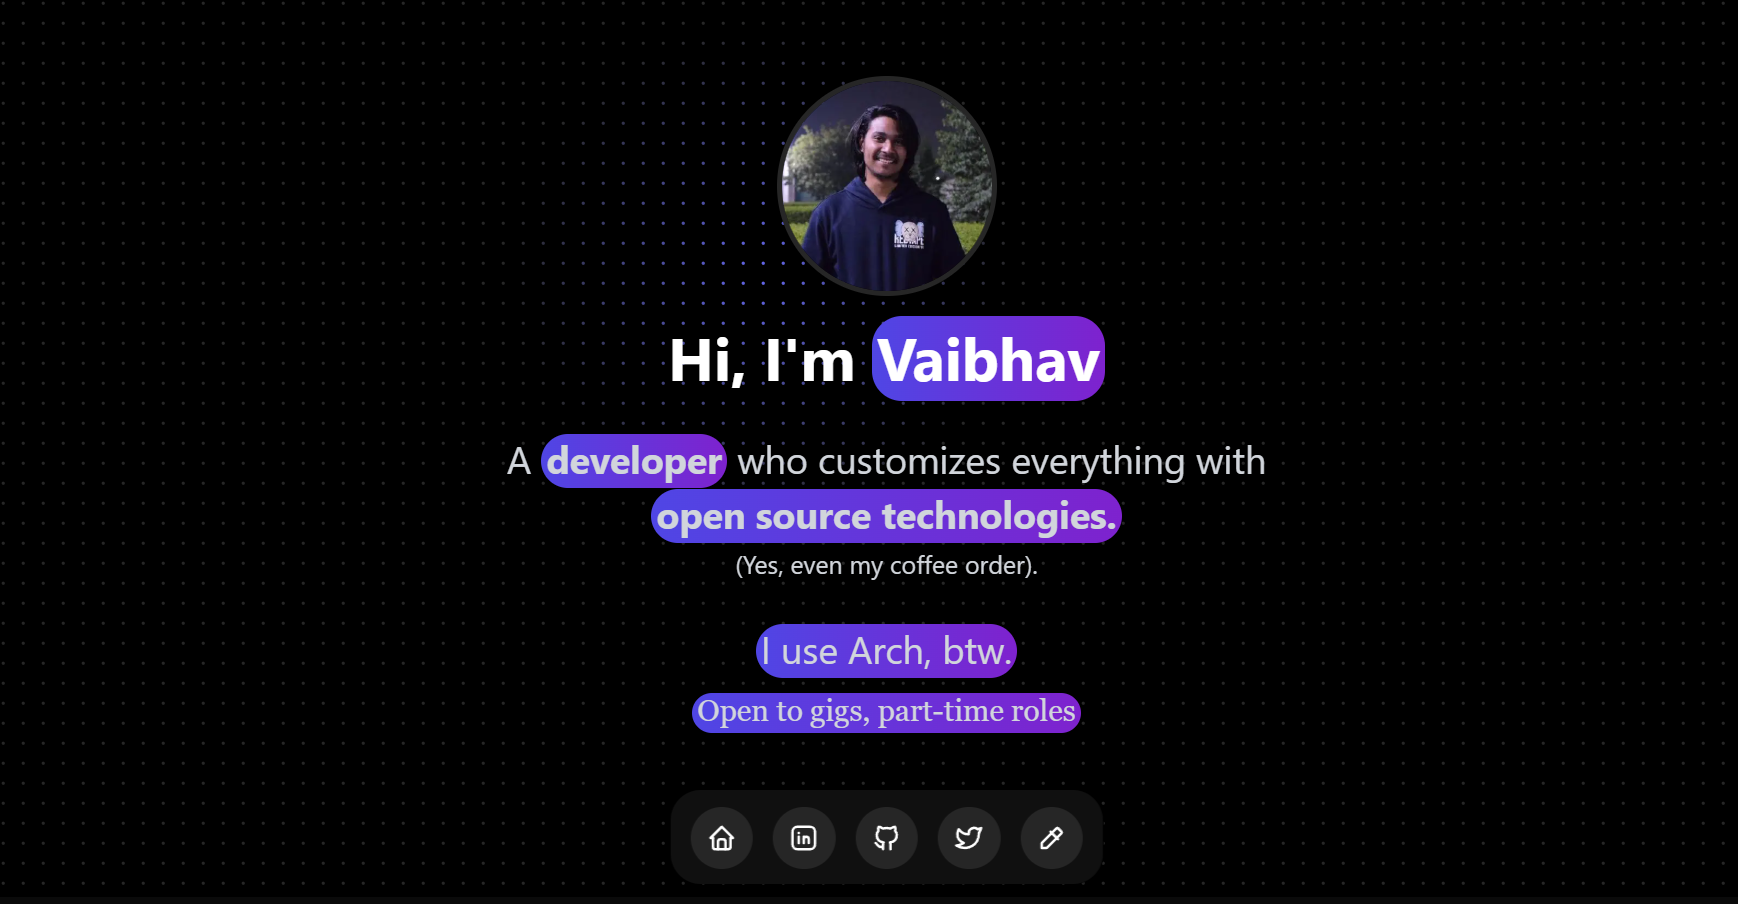 Hi, I'm Vaibhav
A developer who customizes everything with
open source technologies.
(Yes, even my coffee order).
I use Arch, btw.
Open to gigs, part-time roles
in